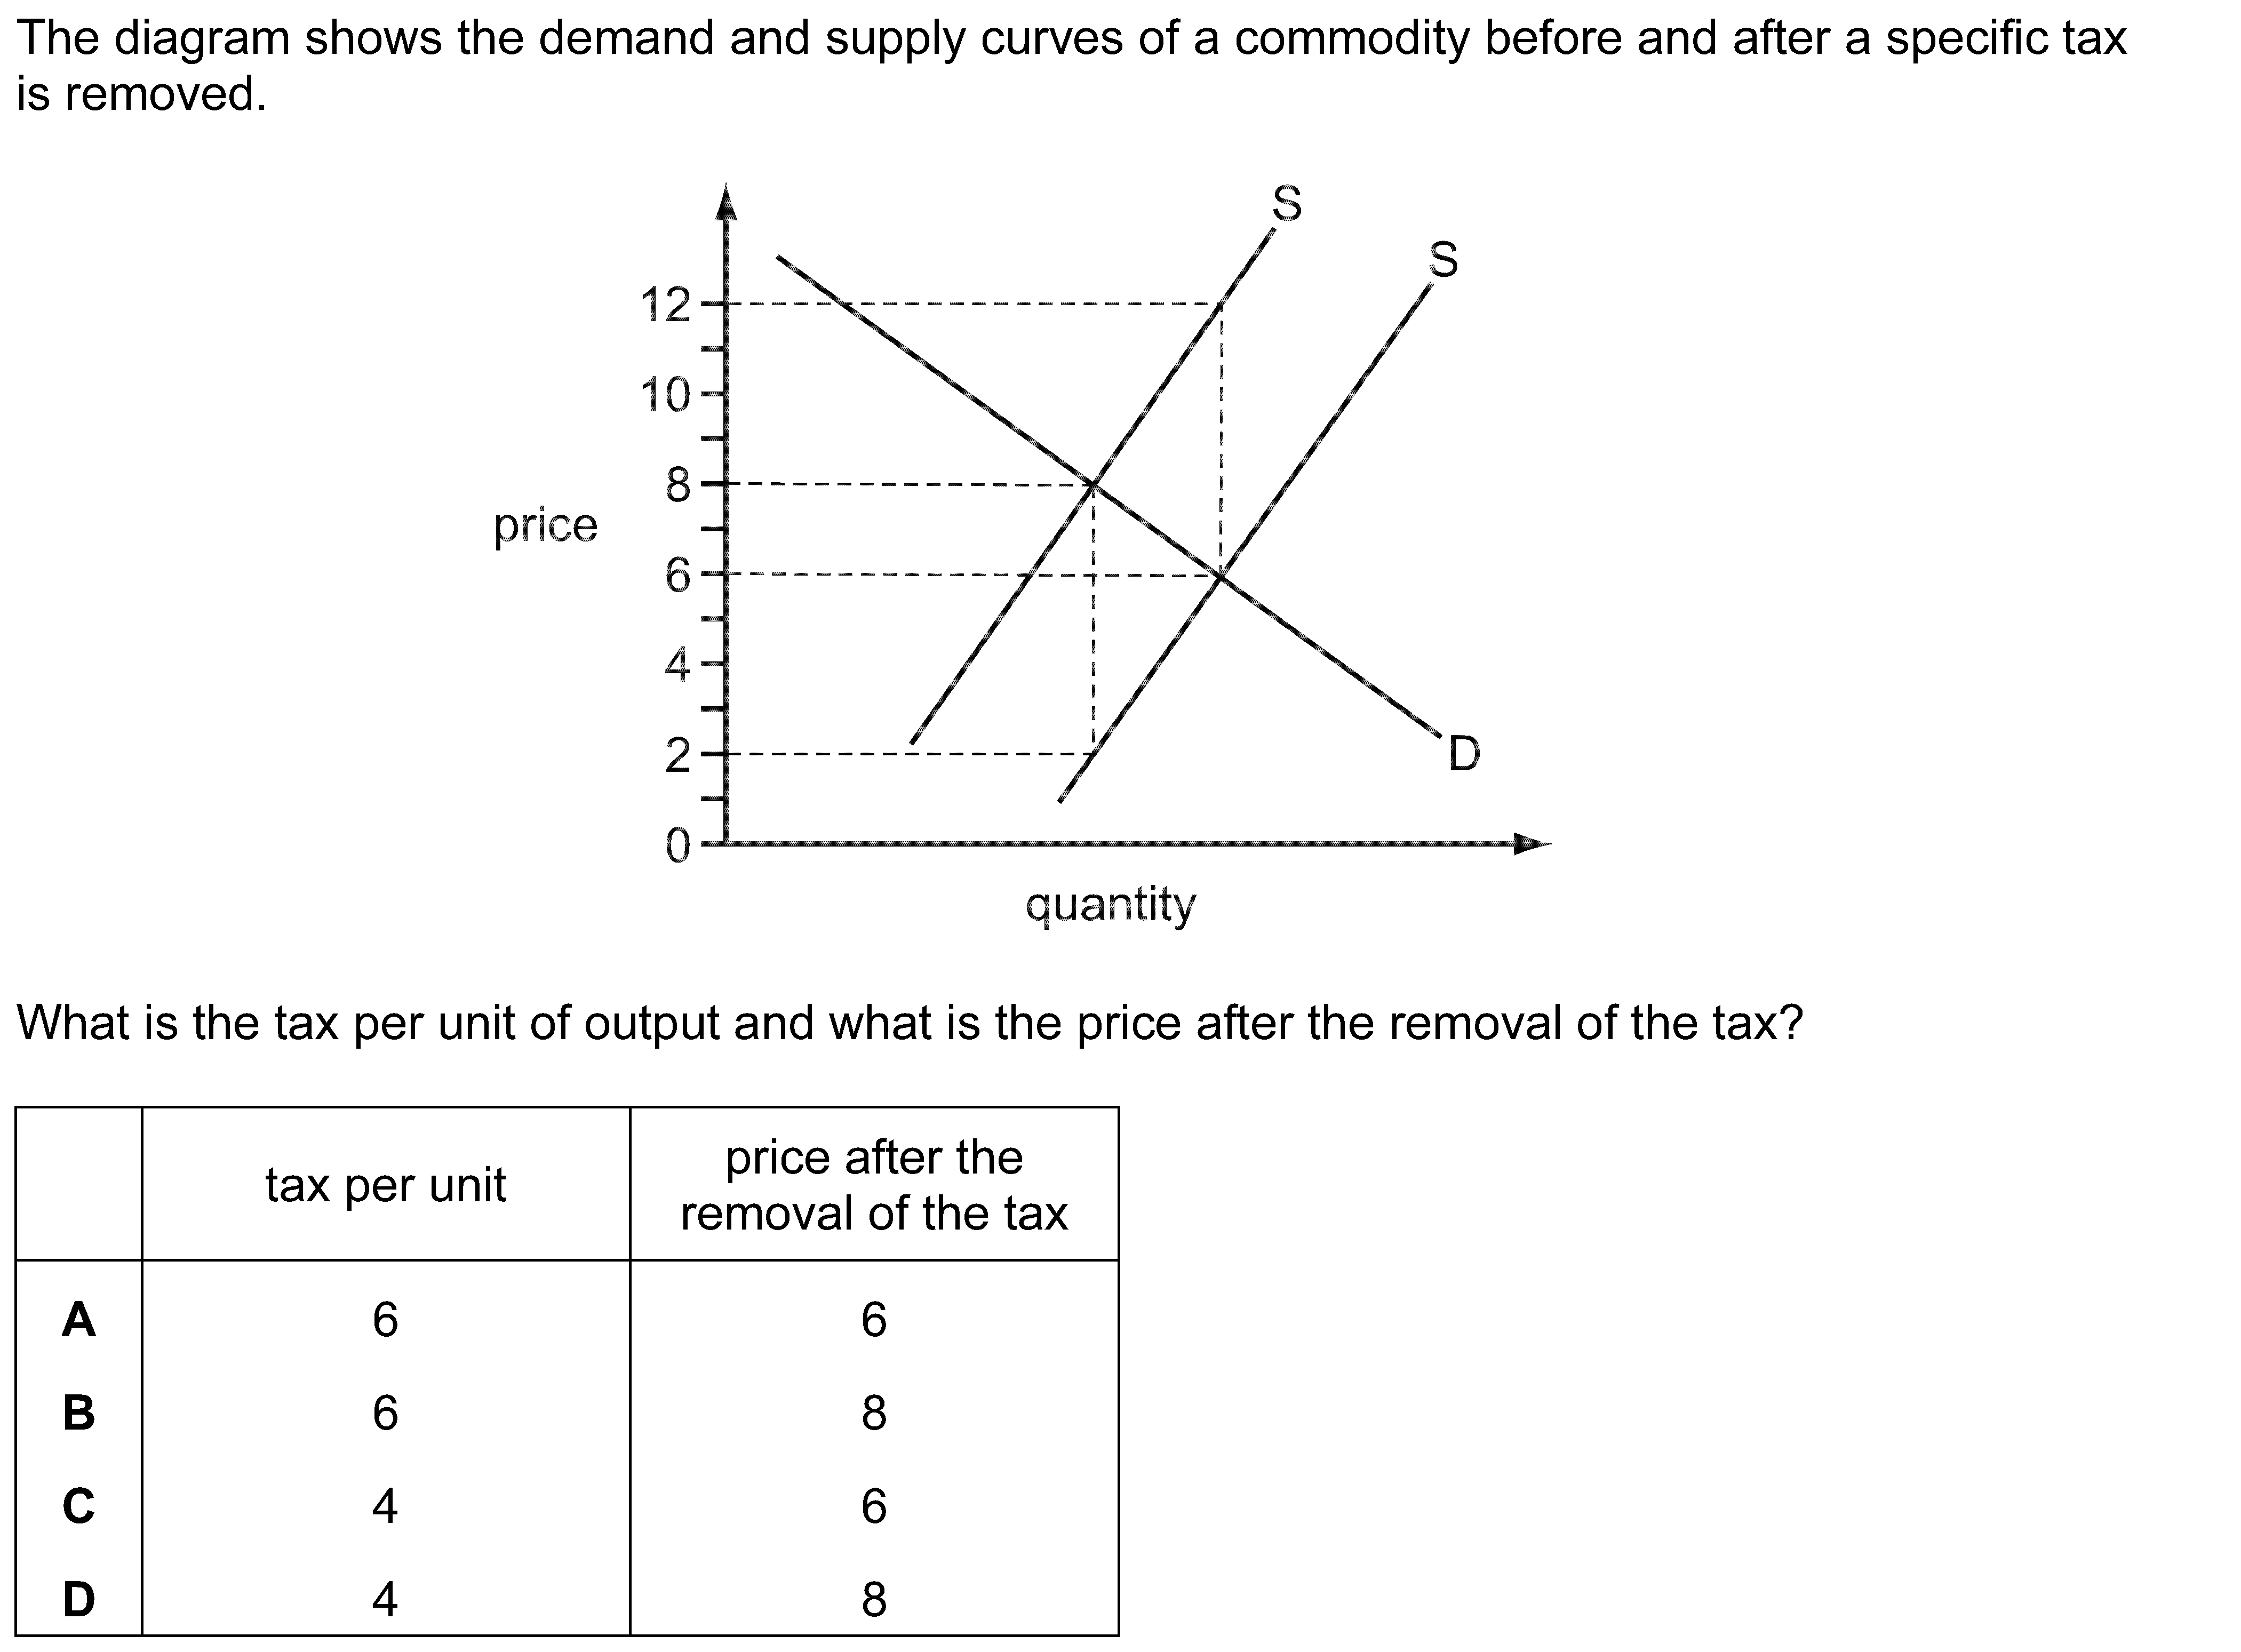 The diagram shows the demand and supply curves of a commodity before and after a specific tax
is removed.
S
S
12
10
8
price
6
4
2
D
0
quantity
What is the tax per unit of output and what is the price after the removal of the tax?
tax per unit
price after the
removal of the tax
A 6 6
B 6 8
C 4 6
D 4 8